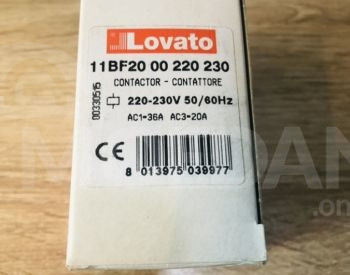 Lovato
11BF20 00 220 230
CONTACTOR - CONTATTORE
220-230V 50/60Hz
AC1=36A AC3=20A
00330515
CE
8 013975 039977